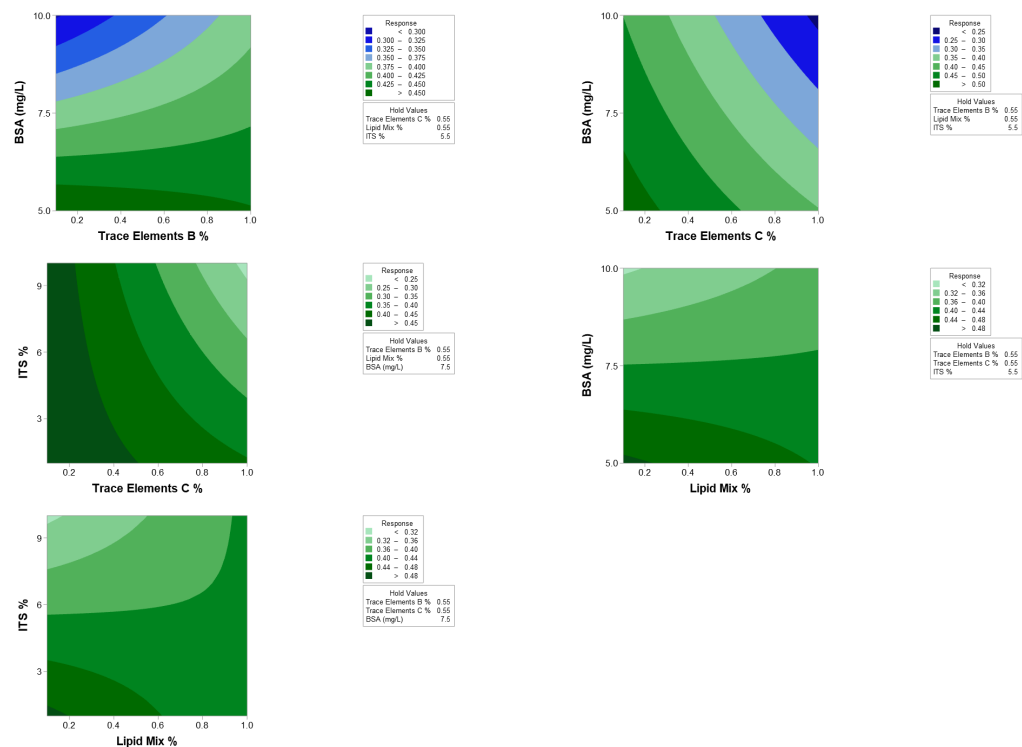 10.0
7.5
5.0
BSA (mg/L)
0.2 0.4 0.6 0.8 1.0
Trace Elements B %
Response
< 0.300
0.300 – 0.325
0.325 – 0.350
0.350 – 0.375
0.375 – 0.400
0.400 – 0.425
0.425 – 0.450
> 0.450
Hold Values
Trace Elements C % 0.55
Lipid Mix % 0.55
ITS % 5.5
10.0
7.5
5.0
BSA (mg/L)
0.2 0.4 0.6 0.8 1.0
Trace Elements C %
Response
< 0.25
0.25 – 0.30
0.30 – 0.35
0.35 – 0.40
0.40 – 0.45
0.45 – 0.50
> 0.50
Hold Values
Trace Elements B % 0.55
Lipid Mix % 0.55
ITS % 5.5
9
6
3
ITS %
0.2 0.4 0.6 0.8 1.0
Trace Elements C %
Response
< 0.25
0.25 – 0.30
0.30 – 0.35
0.35 – 0.40
0.40 – 0.45
> 0.45
Hold Values
Trace Elements B % 0.55
Lipid Mix % 0.55
BSA (mg/L) 7.5
10.0
7.5
5.0
BSA (mg/L)
0.2 0.4 0.6 0.8 1.0
Lipid Mix %
Response
< 0.32
0.32 – 0.36
0.36 – 0.40
0.40 – 0.44
0.44 – 0.48
> 0.48
Hold Values
Trace Elements B % 0.55
Trace Elements C % 0.55
ITS % 5.5
9
6
3
ITS %
0.2 0.4 0.6 0.8 1.0
Lipid Mix %
Response
< 0.32
0.32 – 0.36
0.36 – 0.40
0.40 – 0.44
0.44 – 0.48
> 0.48
Hold Values
Trace Elements B % 0.55
Trace Elements C % 0.55
BSA (mg/L) 7.5